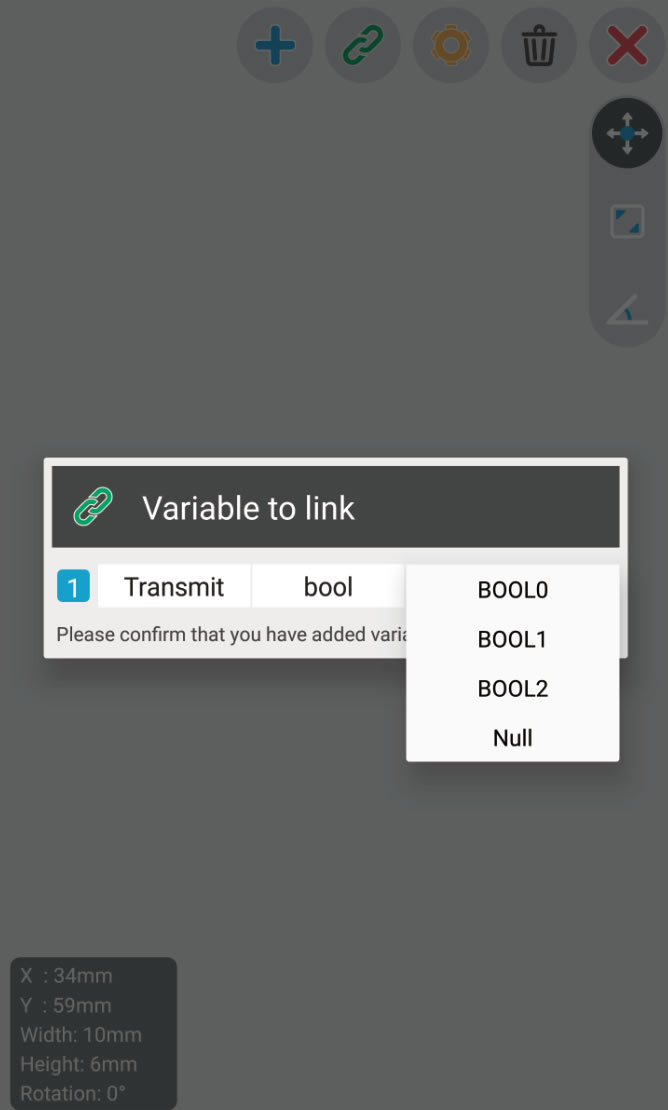 Variable to link
1 Transmit bool BOOL0
Please confirm that you have added
BOOL1
BOOL2
Null
X : 34mm
Y : 59mm
Width: 10mm
Height: 6mm
Rotation: 0°